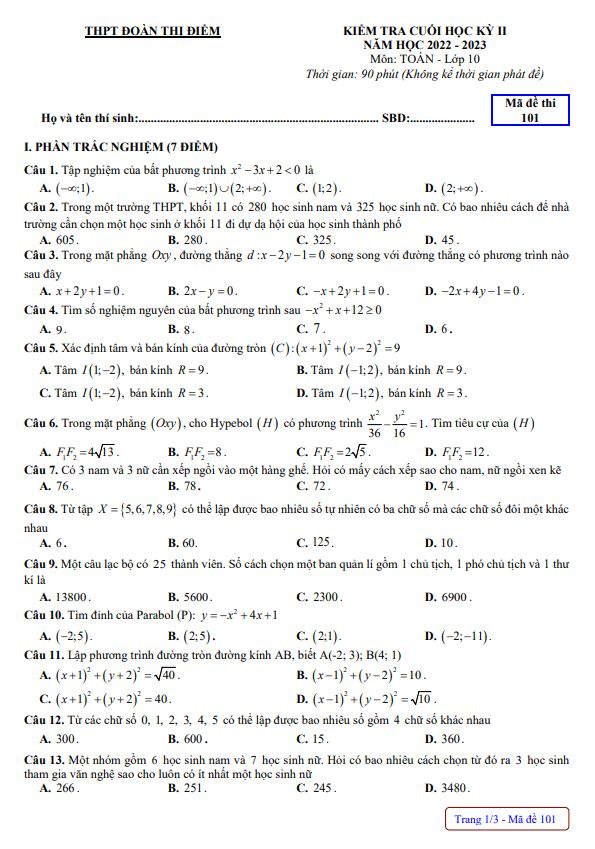 THPT ĐOÀN THỊ ĐIỂM
KIỂM TRA CUỐI HỌC KỲ II
NĂM HỌC 2022 - 2023
Môn: TOÁN - Lớp 10
Thời gian: 90 phút (Không kể thời gian phát đề)
Họ và tên thí sinh:.............................................................................. SBD:.....................
Mã đề thi
101
I. PHẦN TRẮC NGHIỆM (7 ĐIỂM)
Câu 1. Tập nghiệm của bất phương trình x² − 3x + 2 < 0 là
A. (−∞;1). B. (−∞;1)∪(2;+∞). C. (1;2). D. (2;+∞).
Câu 2. Trong một trường THPT, khối 11 có 280 học sinh nam và 325 học sinh nữ. Có bao nhiêu cách để nhà
trường cần chọn một học sinh ở khối 11 đi dự dạ hội của học sinh thành phố
A. 605. B. 280. C. 325. D. 45.
Câu 3. Trong mặt phẳng Oxy, đường thẳng d : x − 2y − 1 = 0 song song với đường thẳng có phương trình nào
sau đây
A. x + 2y + 1 = 0. B. 2x − y = 0. C. −x + 2y + 1 = 0. D. −2x + 4y − 1 = 0.
Câu 4. Tìm số nghiệm nguyên của bất phương trình sau −x² + x + 12 ≥ 0
A. 9. B. 8. C. 7. D. 6.
Câu 5. Xác định tâm và bán kính của đường tròn (C): (x+1)² + (y−2)² = 9
A. Tâm I(1;−2), bán kính R = 9. B. Tâm I(−1;2), bán kính R = 9.
C. Tâm I(1;−2), bán kính R = 3. D. Tâm I(−1;2), bán kính R = 3.
Câu 6. Trong mặt phẳng (Oxy), cho Hypebol (H) có phương trình x²/36 − y²/16 = 1. Tìm tiêu cự của (H)
A. F₁F₂ = 4√13. B. F₁F₂ = 8. C. F₁F₂ = 2√5. D. F₁F₂ = 12.
Câu 7. Có 3 nam và 3 nữ cần xếp ngồi vào một hàng ghế. Hỏi có mấy cách xếp sao cho nam, nữ ngồi xen kẽ
A. 76. B. 78. C. 72. D. 74.
Câu 8. Từ tập X = {5,6,7,8,9} có thể lập được bao nhiêu số tự nhiên có ba chữ số mà các chữ số đôi một khác
nhau
A. 6. B. 60. C. 125. D. 10.
Câu 9. Một câu lạc bộ có 25 thành viên. Số cách chọn một ban quản lí gồm 1 chủ tịch, 1 phó chủ tịch và 1 thư
kí là
A. 13800. B. 5600. C. 2300. D. 6900.
Câu 10. Tìm đỉnh của Parabol (P): y = −x² + 4x + 1
A. (−2;5). B. (2;5). C. (2;1). D. (−2;−11).
Câu 11. Lập phương trình đường tròn đường kính AB, biết A(-2; 3); B(4; 1)
A. (x+1)² + (y+2)² = √40. B. (x−1)² + (y−2)² = 10.
C. (x+1)² + (y+2)² = 40. D. (x−1)² + (y−2)² = √10.
Câu 12. Từ các chữ số 0, 1, 2, 3, 4, 5 có thể lập được bao nhiêu số gồm 4 chữ số khác nhau
A. 300. B. 600. C. 15. D. 360.
Câu 13. Một nhóm gồm 6 học sinh nam và 7 học sinh nữ. Hỏi có bao nhiêu cách chọn từ đó ra 3 học sinh
tham gia văn nghệ sao cho luôn có ít nhất một học sinh nữ
A. 266. B. 251. C. 245. D. 3480.
Trang 1/3 - Mã đề 101